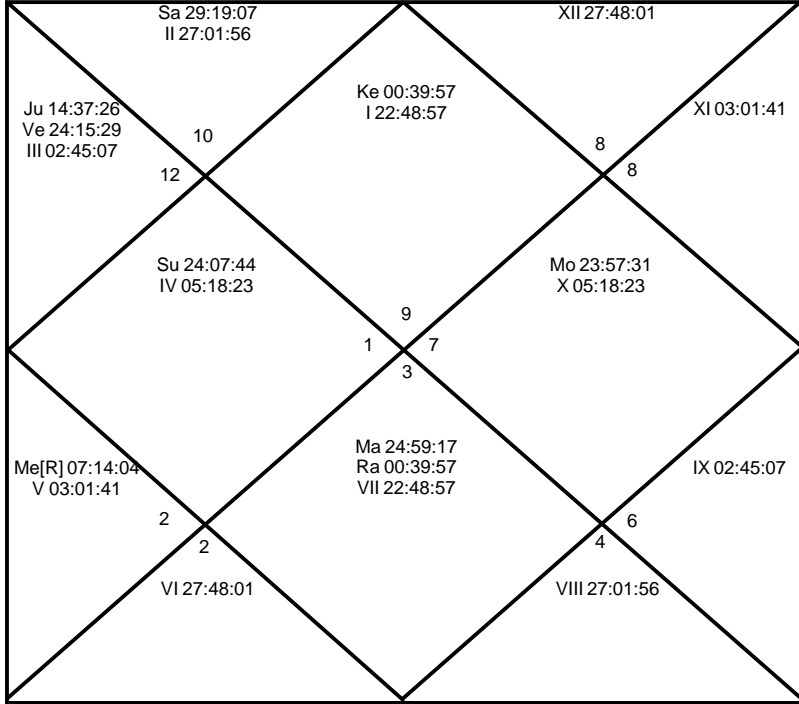 Sa 29:19:07
II 27:01:56
XII 27:48:01
Ke 00:39:57
I 22:48:57
Ju 14:37:26
Ve 24:15:29
III 02:45:07
XI 03:01:41
10
8
12
8
Su 24:07:44
IV 05:18:23
Mo 23:57:31
X 05:18:23
9
1
7
3
Ma 24:59:17
Ra 00:39:57
VII 22:48:57
Me[R] 07:14:04
V 03:01:41
IX 02:45:07
2
6
2
4
VI 27:48:01
VIII 27:01:56